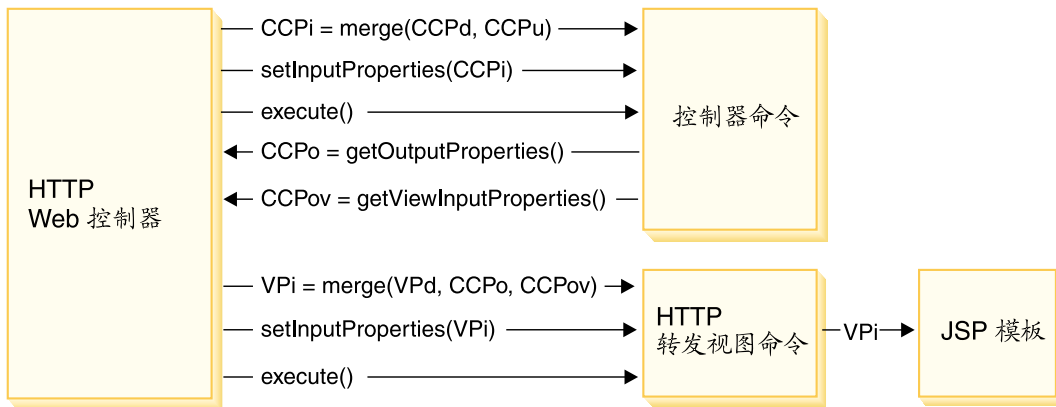 CCPi = merge(CCPd, CCPu)
setInputProperties(CCPi)
execute()
CCPo = getOutputProperties()
CCPov = getViewInputProperties()
控制器命令
HTTP
Web 控制器
VPi = merge(VPd, CCPo, CCPov)
setInputProperties(VPi)
execute()
HTTP
转发视图命令
VPi
JSP 模板